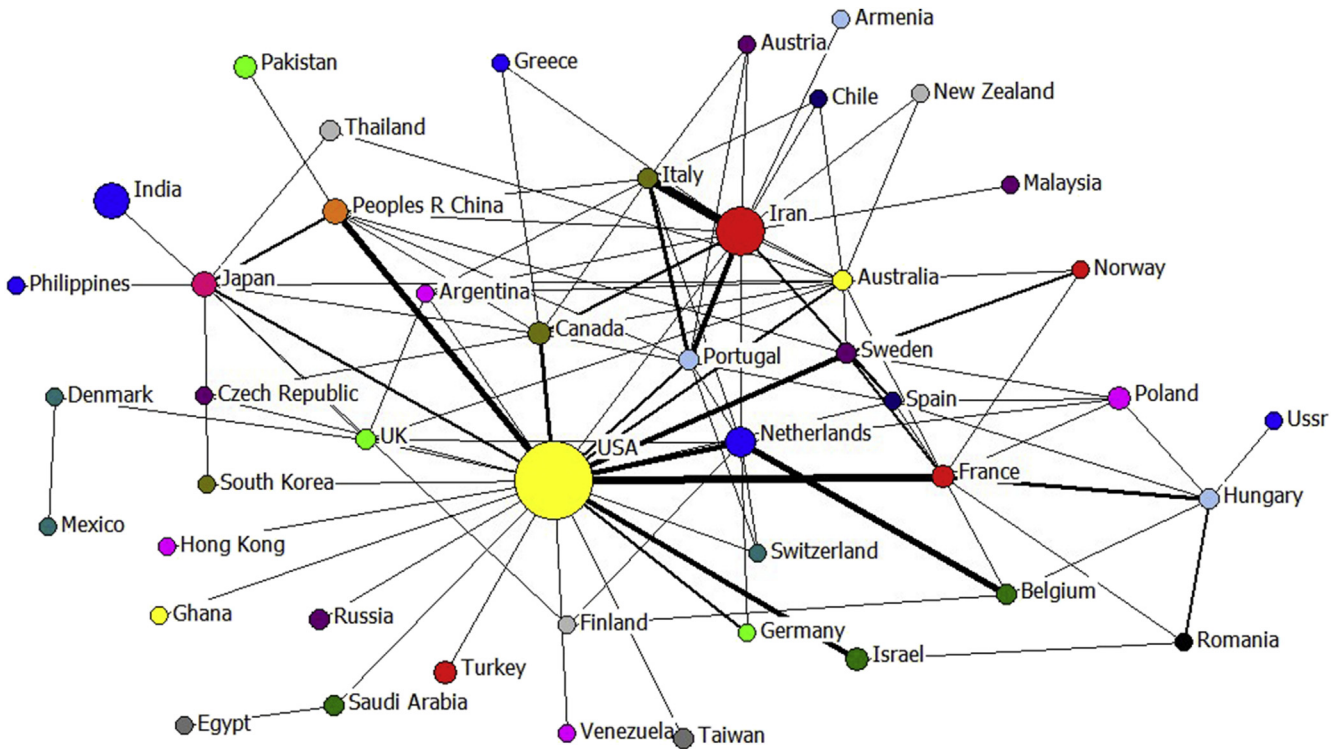 Armenia
Austria
Greece
Pakistan
Chile
New Zealand
Thailand
Italy
Malaysia
India
Peoples R China
Iran
Norway
Philippines
Japan
Argentina
Australia
Canada
Portugal
Sweden
Denmark
Czech Republic
Spain
Poland
UK
USA
Netherlands
Ussr
South Korea
France
Hungary
Mexico
Hong Kong
Switzerland
Belgium
Ghana
Russia
Finland
Germany
Romania
Israel
Turkey
Saudi Arabia
Egypt
Venezuela
Taiwan